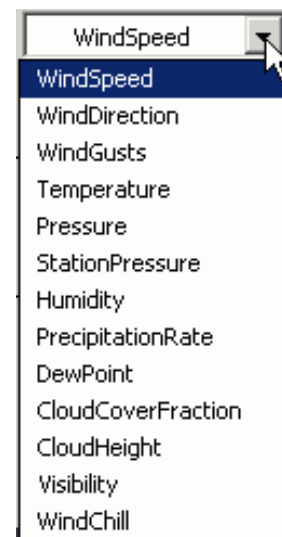 WindSpeed
WindSpeed
WindDirection
WindGusts
Temperature
Pressure
StationPressure
Humidity
PrecipitationRate
DewPoint
CloudCoverFraction
CloudHeight
Visibility
WindChill